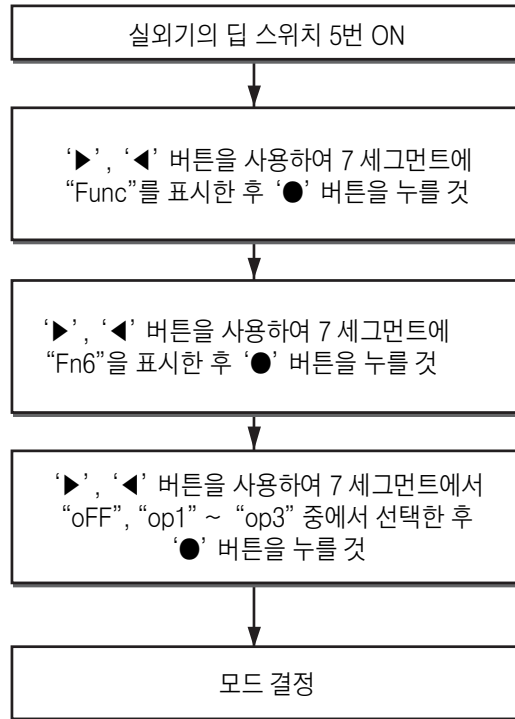 실외기의 딥 스위치 5번 ON
‘▶’, ‘◀’ 버튼을 사용하여 7 세그먼트에
“Func”를 표시한 후 ‘●’ 버튼을 누를 것
‘▶’, ‘◀’ 버튼을 사용하여 7 세그먼트에
“Fn6”을 표시한 후 ‘●’ 버튼을 누를 것
‘▶’, ‘◀’ 버튼을 사용하여 7 세그먼트에서
“oFF”, “op1” ~ “op3” 중에서 선택한 후
‘●’ 버튼을 누를 것
모드 결정